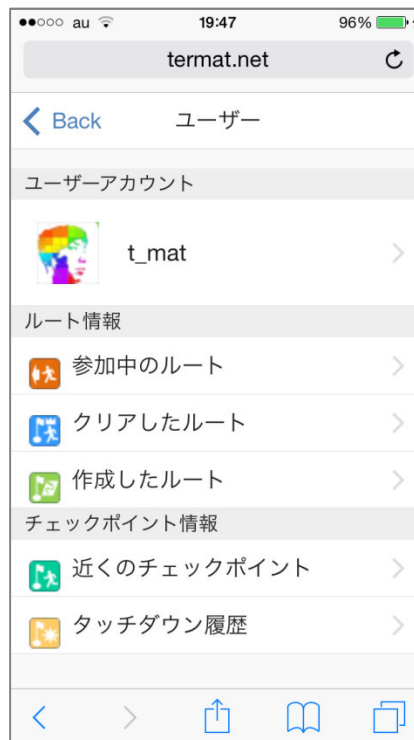 au 19:47 96%
termat.net
Back ユーザー
ユーザーアカウント
t_mat
ルート情報
参加中のルート
クリアしたルート
作成したルート
チェックポイント情報
近くのチェックポイント
タッチダウン履歴